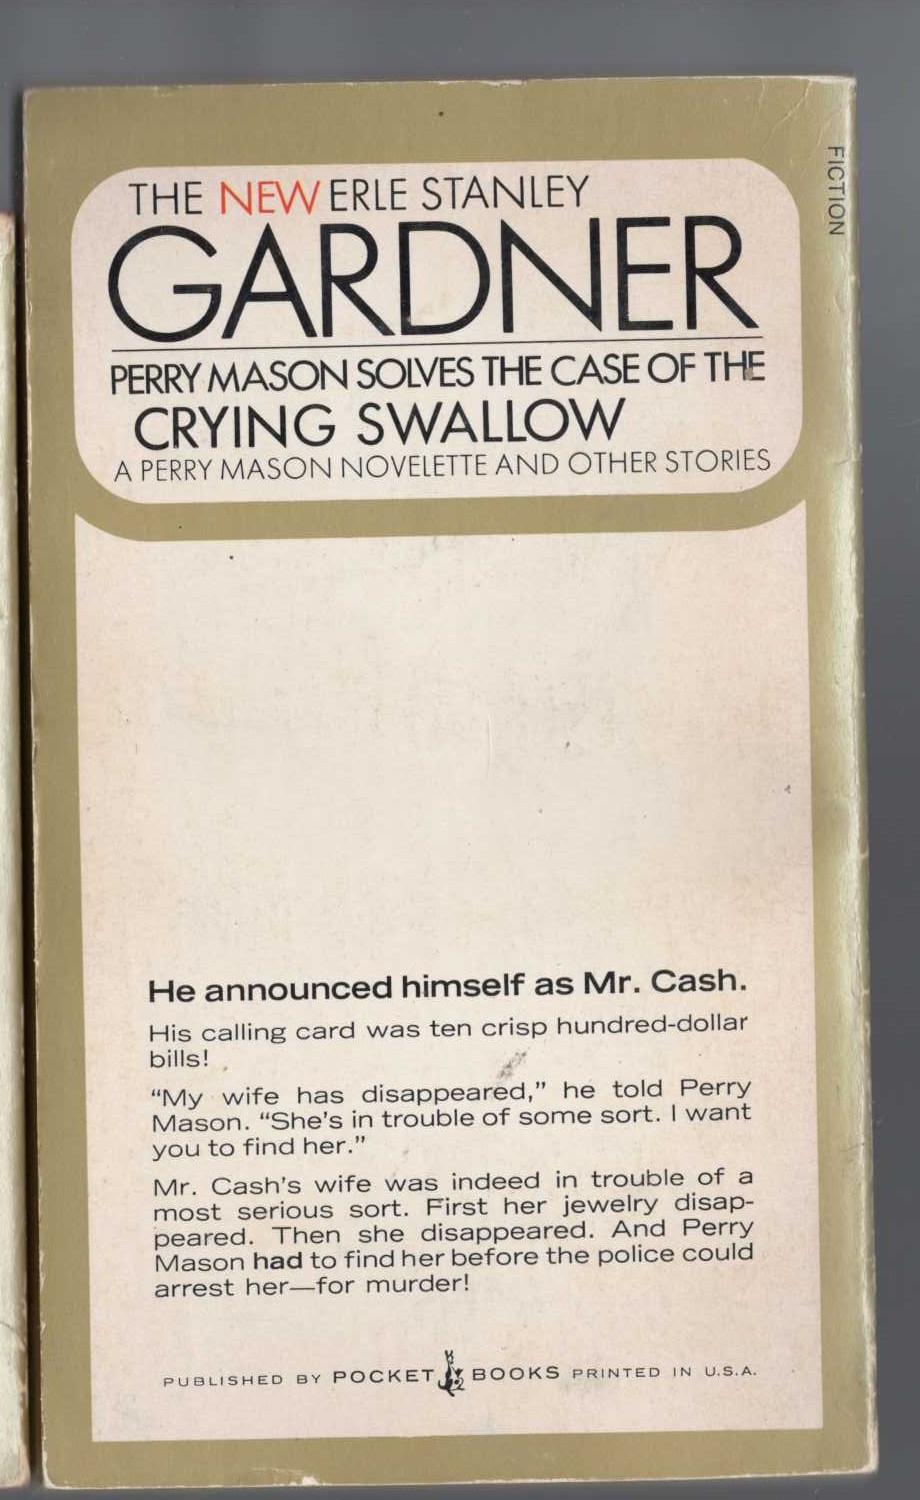 THE NEW ERLE STANLEY
GARDNER
PERRY MASON SOLVES THE CASE OF THE
CRYING SWALLOW
A PERRY MASON NOVELETTE AND OTHER STORIES
FICTION
He announced himself as Mr. Cash.
His calling card was ten crisp hundred-dollar
bills!
“My wife has disappeared,” he told Perry
Mason. “She’s in trouble of some sort. I want
you to find her.”
Mr. Cash’s wife was indeed in trouble of a
most serious sort. First her jewelry disap-
peared. Then she disappeared. And Perry
Mason had to find her before the police could
arrest her—for murder!
PUBLISHED BY POCKET BOOKS PRINTED IN U.S.A.